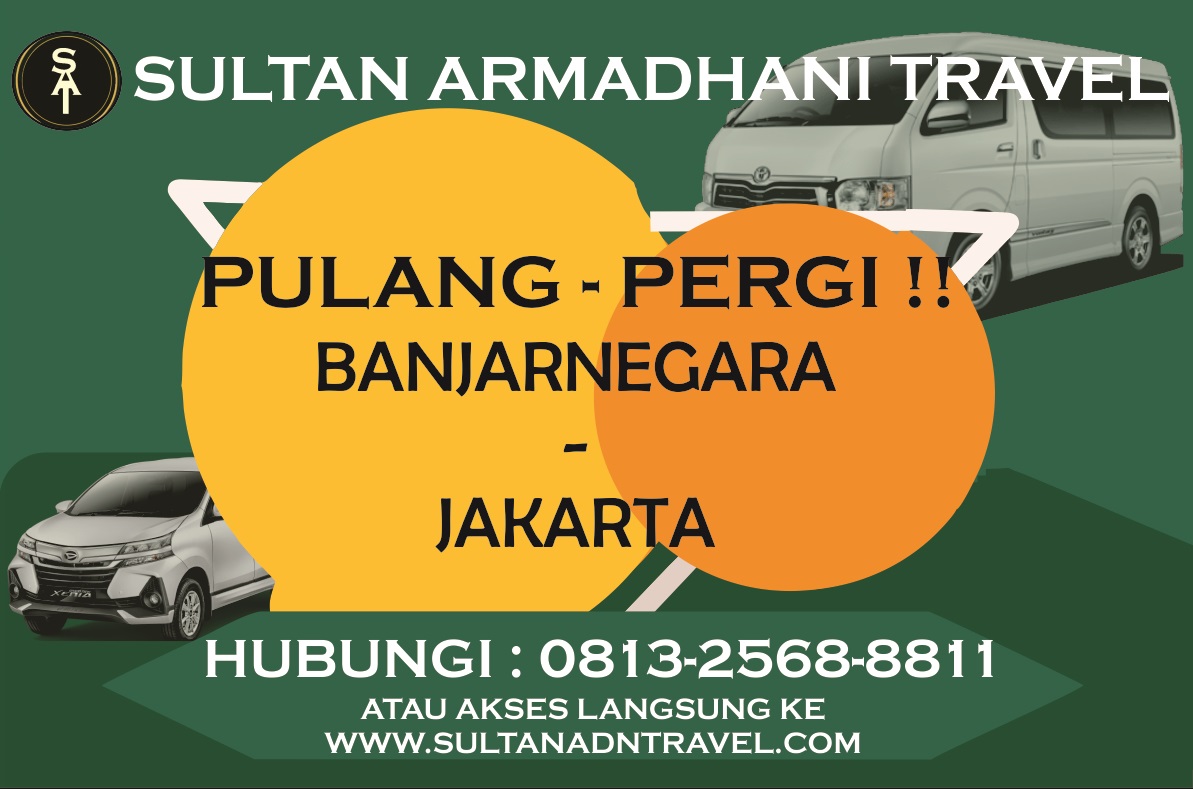 SAT
SULTAN ARMADHANI TRAVEL
PULANG - PERGI !!
BANJARNEGARA
-
JAKARTA
XENIA
HUBUNGI : 0813-2568-8811
ATAU AKSES LANGSUNG KE
WWW.SULTANADNTRAVEL.COM